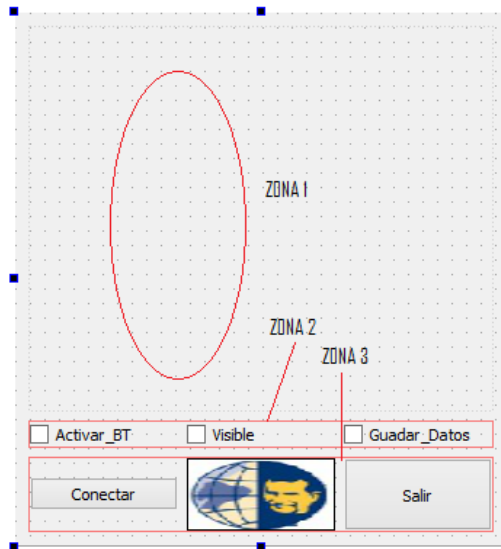 ZONA 1
ZONA 2
ZONA 3
Activar_BT Visible Guadar_Datos
Conectar Salir